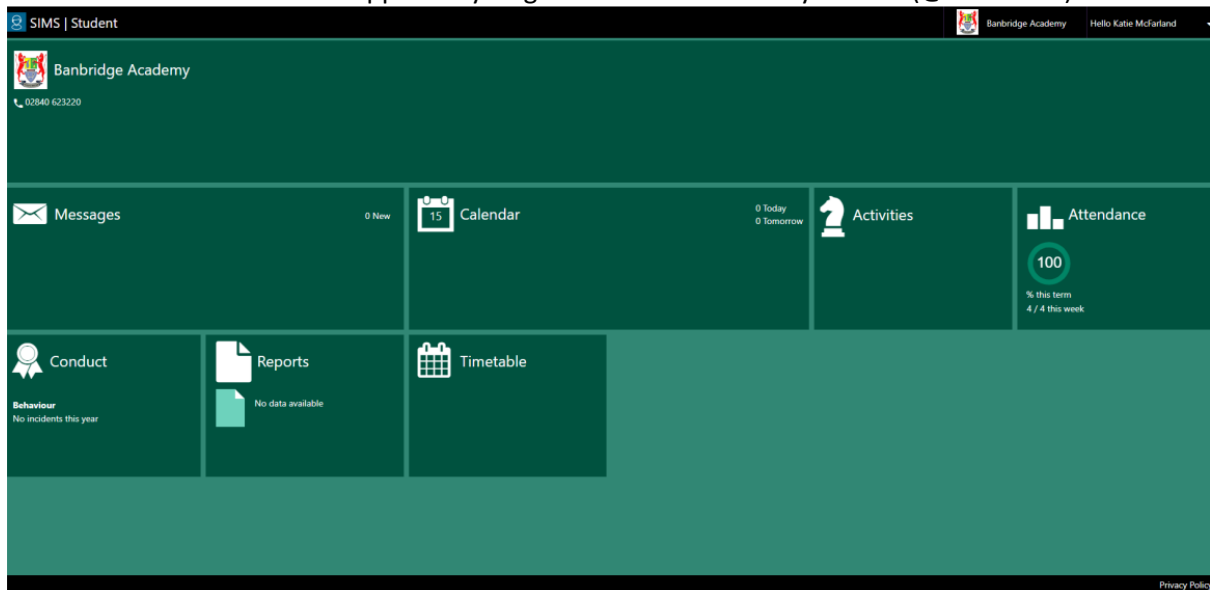 SIMS | Student
Banbridge Academy
Hello Katie McFarland
Banbridge Academy
02840 623220
Messages
0 New
15
Calendar
0 Today
0 Tomorrow
Activities
Attendance
100
% this term
4 / 4 this week
Conduct
Behaviour
No incidents this year
Reports
No data available
Timetable
Privacy Policy